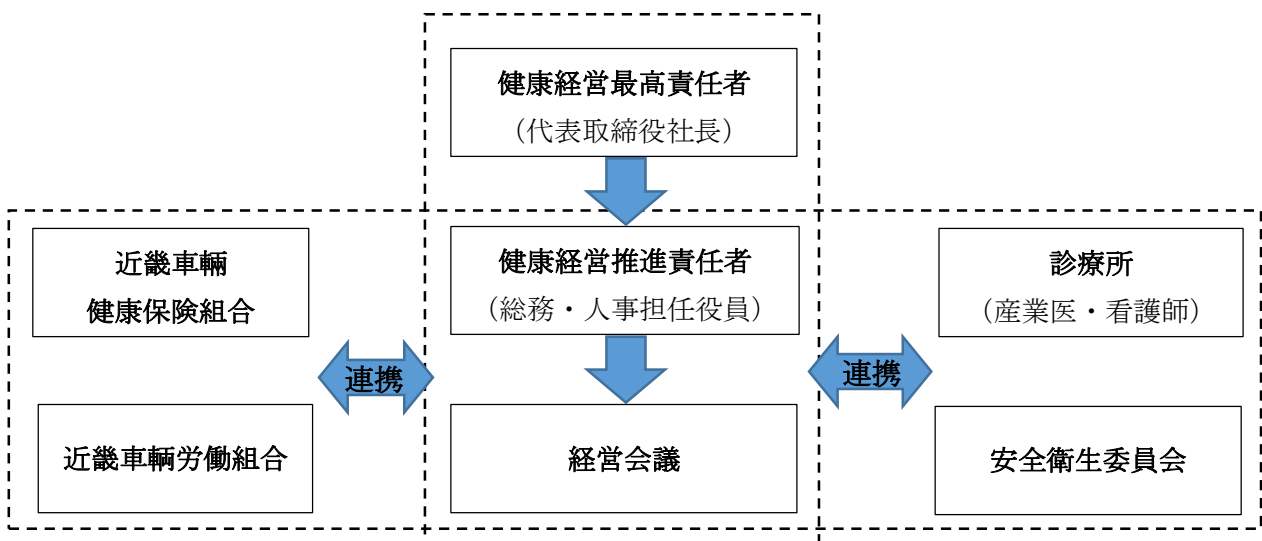 健康経営最高責任者
（代表取締役社長）
近畿車輛
健康保険組合
健康経営推進責任者
（総務・人事担任役員）
診療所
（産業医・看護師）
連携
連携
近畿車輛労働組合
経営会議
安全衛生委員会